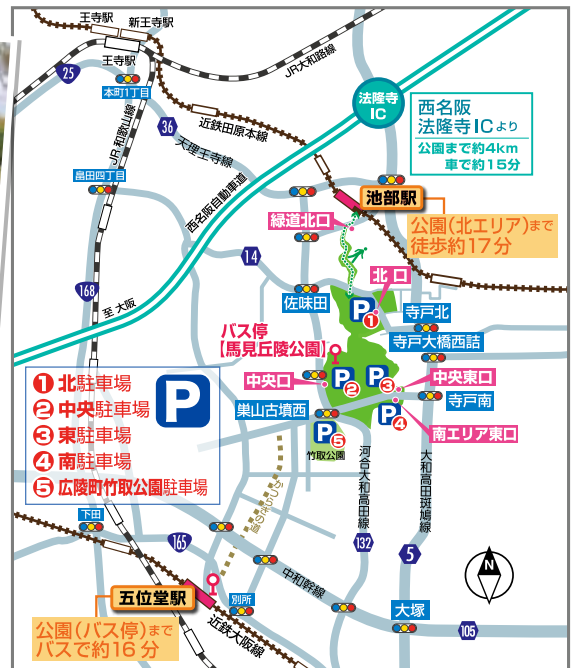 王寺駅
新王寺駅
王寺駅
JR大和路線
25
本町1丁目
法隆寺
IC
西名阪
法隆寺ICより
公園まで約4km
車で約15分
36
近鉄田原本線
天理王寺線
JR和歌山線
畠田四丁目
西名阪自動車道
池部駅
公園(北エリア)まで
徒歩約17分
緑道北口
14
北口
168
至 大阪
佐味田
P
1
寺戸北
バス停
【馬見丘陵公園】
寺戸大橋西詰
中央口
P
2
P
3
中央東口
寺戸南
巣山古墳西
P
4
南エリア東口
P
5
竹取公園
1 北駐車場
2 中央駐車場
3 東駐車場
4 南駐車場
5 広陵町竹取公園駐車場
P
かつらぎの道
河合大和高田線
大和高田斑鳩線
下田
165
132
5
N
中和幹線
五位堂駅
別所
大塚
105
公園(バス停)まで
バスで約16分
近鉄大阪線